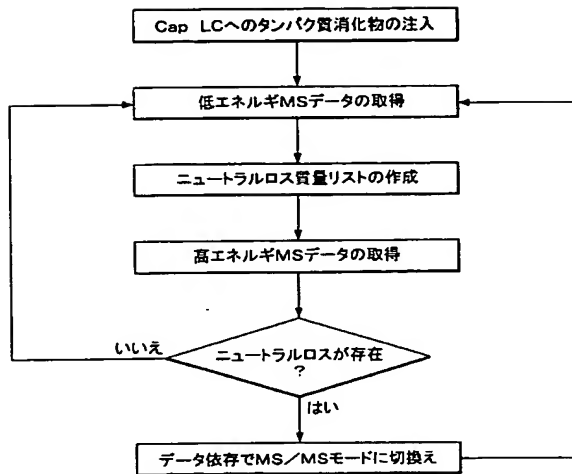 Cap LCへのタンパク質消化物の注入
低エネルギMSデータの取得
ニュートラルロス質量リストの作成
高エネルギMSデータの取得
いいえ
ニュートラルロスが存在
?
はい
データ依存でMS/MSモードに切換え